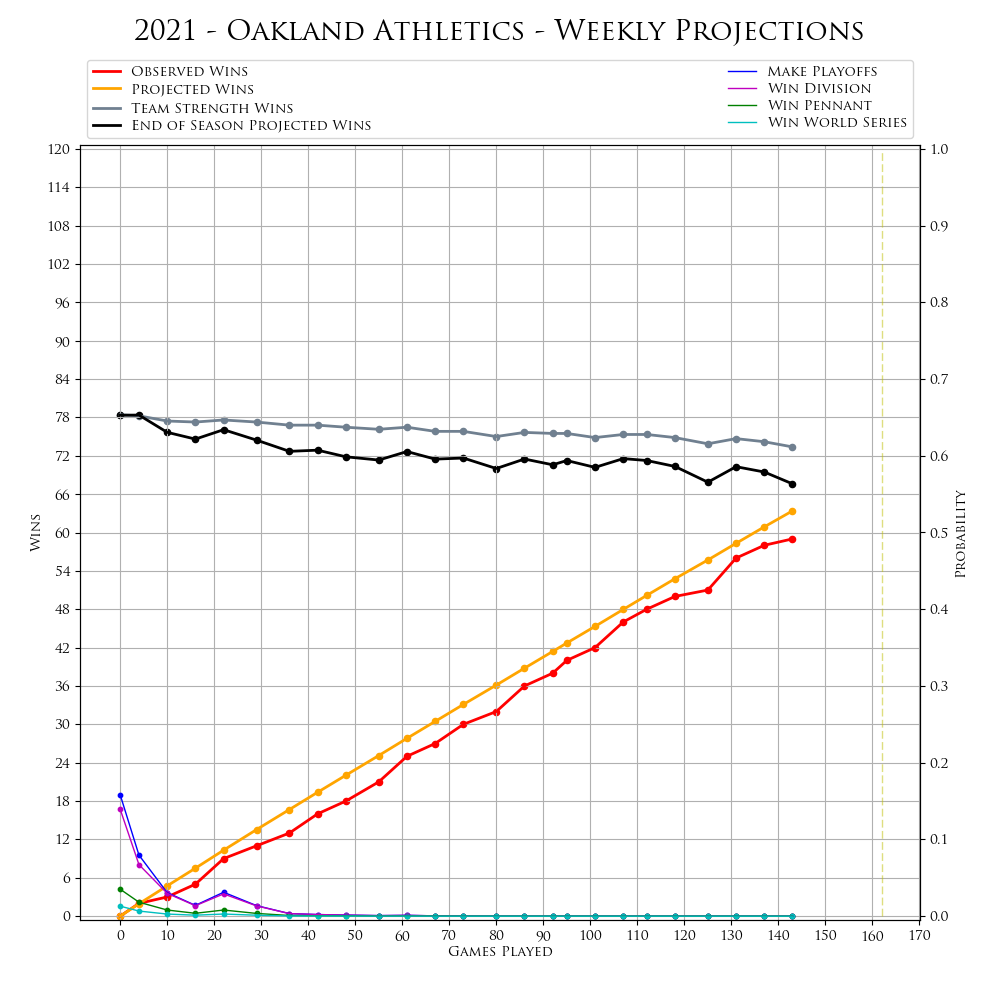 2021 - Oakland Athletics - Weekly Projections
Observed Wins
Projected Wins
Team Strength Wins
End of Season Projected Wins
Make Playoffs
Win Division
Win Pennant
Win World Series
120
114
108
102
96
90
84
78
72
66
60
54
48
42
36
30
24
18
12
6
0
Wins
1.0
0.9
0.8
0.7
0.6
0.5
0.4
0.3
0.2
0.1
0.0
Probability
0 10 20 30 40 50 60 70 80 90 100 110 120 130 140 150 160 170
Games Played